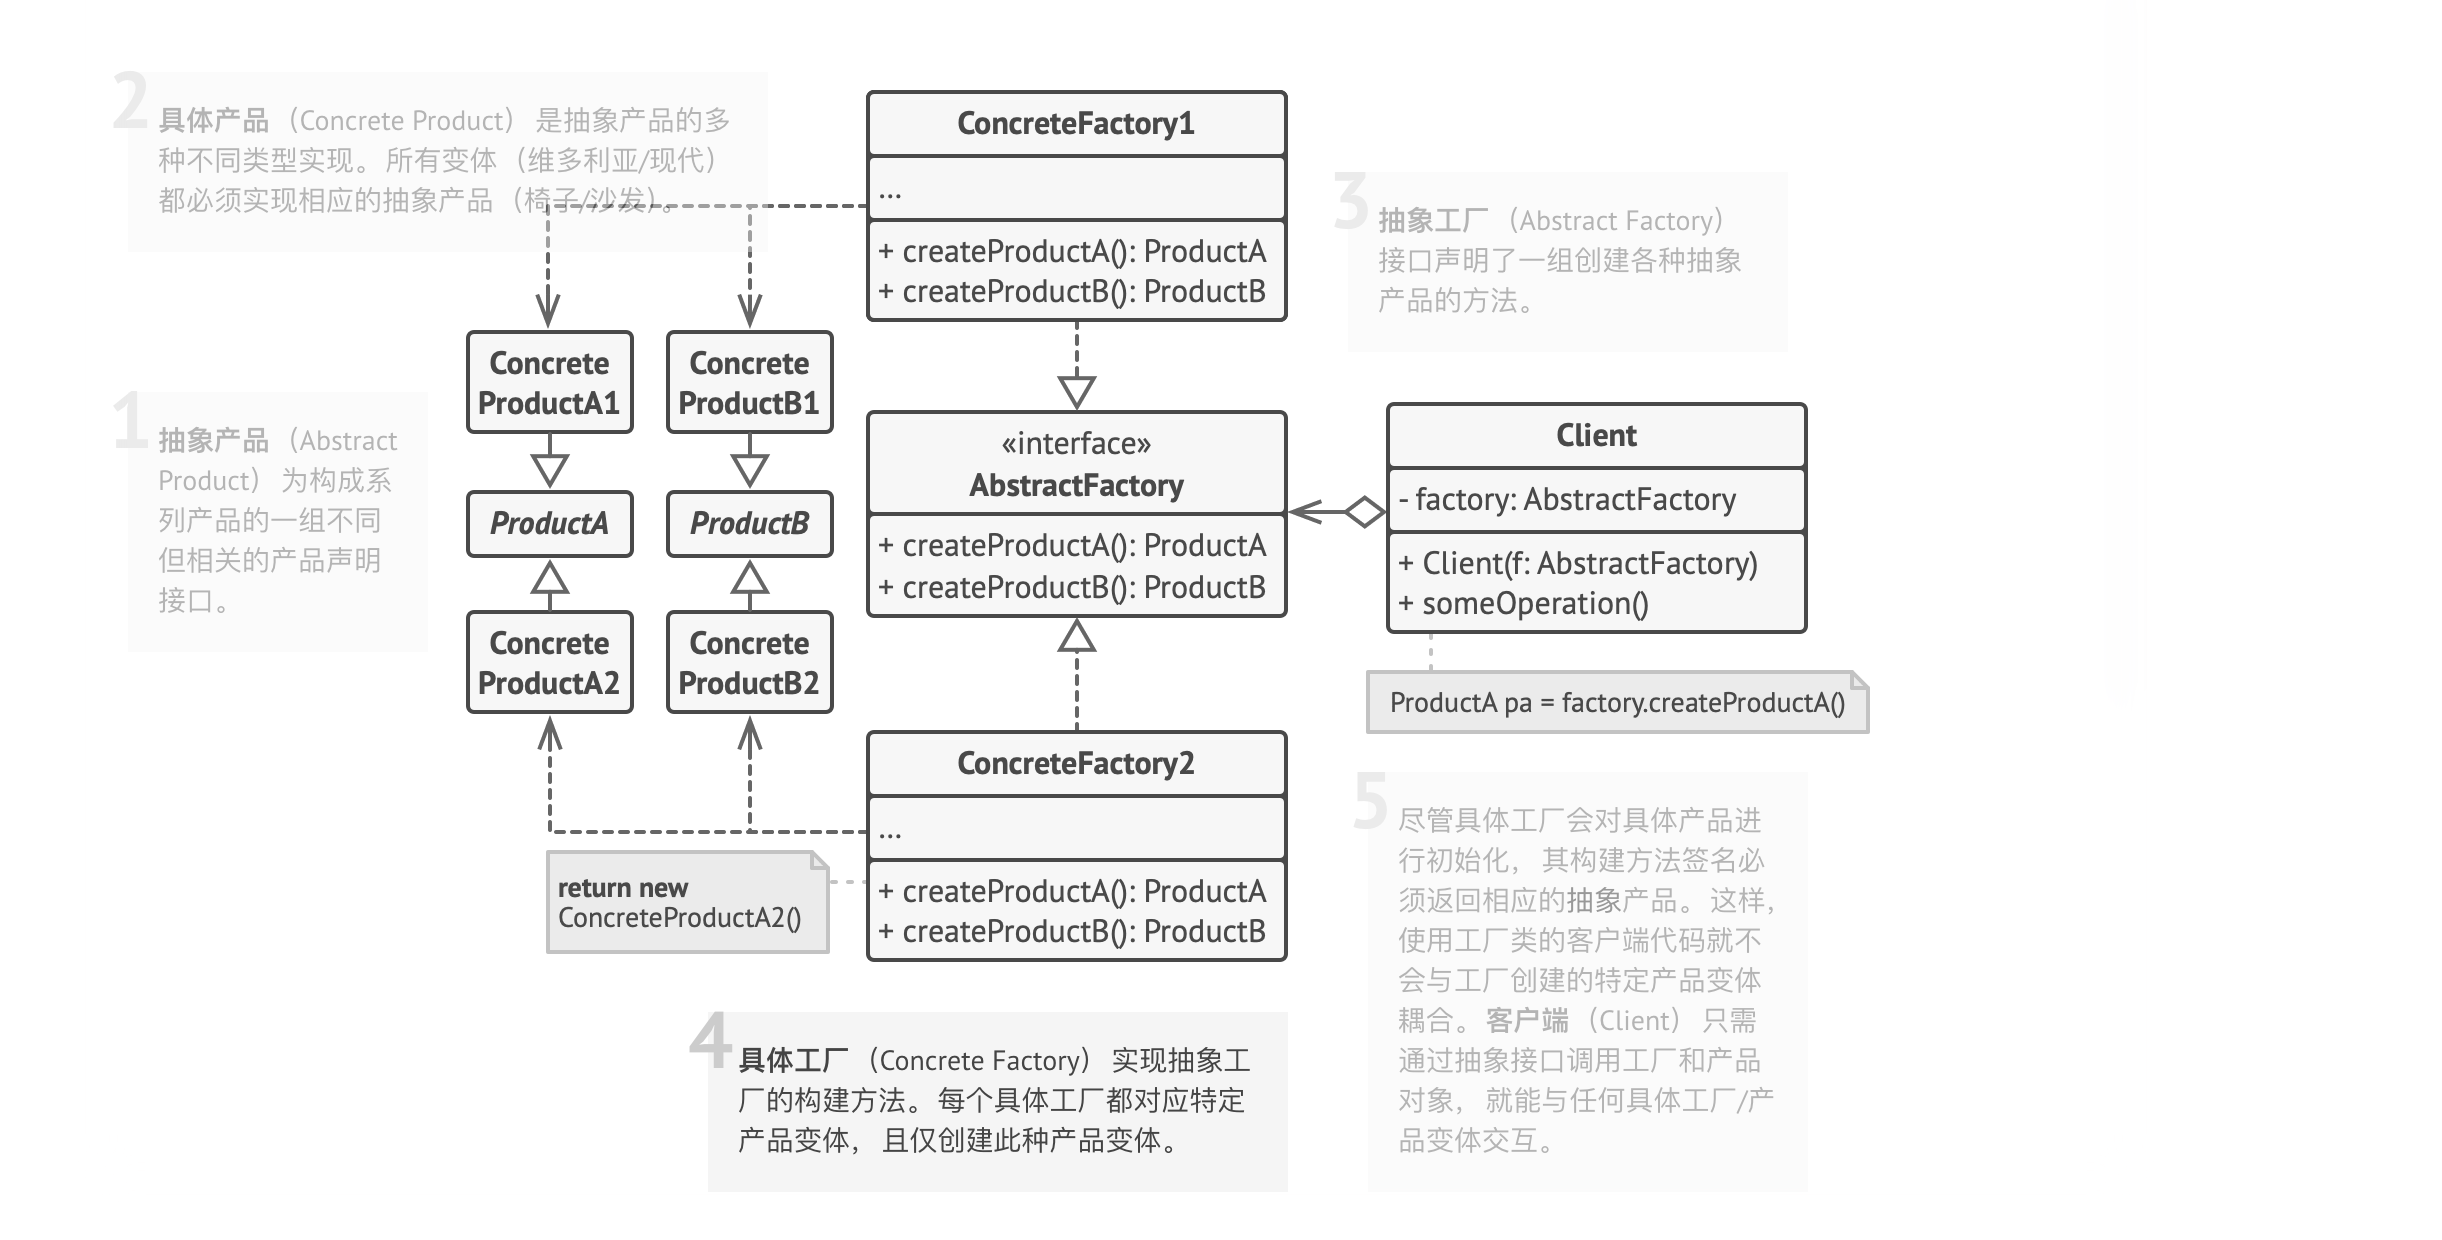 2
具体产品（Concrete Product） 是抽象产品的多
种不同类型实现。 所有变体（维多利亚/现代）
都必须实现相应的抽象产品（椅子/沙发）。
ConcreteFactory1
...
+ createProductA(): ProductA
+ createProductB(): ProductB
3
抽象工厂（Abstract Factory）
接口声明了一组创建各种抽象
产品的方法。
1
抽象产品（Abstract
Product） 为构成系
列产品的一组不同
但相关的产品声明
接口。
Concrete
ProductA1
Concrete
ProductB1
ProductA
ProductB
Concrete
ProductA2
Concrete
ProductB2
«interface»
AbstractFactory
+ createProductA(): ProductA
+ createProductB(): ProductB
Client
- factory: AbstractFactory
+ Client(f: AbstractFactory)
+ someOperation()
ProductA pa = factory.createProductA()
ConcreteFactory2
...
+ createProductA(): ProductA
+ createProductB(): ProductB
return new
ConcreteProductA2()
4
具体工厂（Concrete Factory） 实现抽象工
厂的构建方法。 每个具体工厂都对应特定
产品变体， 且仅创建此种产品变体。
5
尽管具体工厂会对具体产品进
行初始化， 其构建方法签名必
须返回相应的抽象产品。 这样，
使用工厂类的客户端代码就不
会与工厂创建的特定产品变体
耦合。 客户端（Client） 只需
通过抽象接口调用工厂和产品
对象， 就能与任何具体工厂/产
品变体交互。